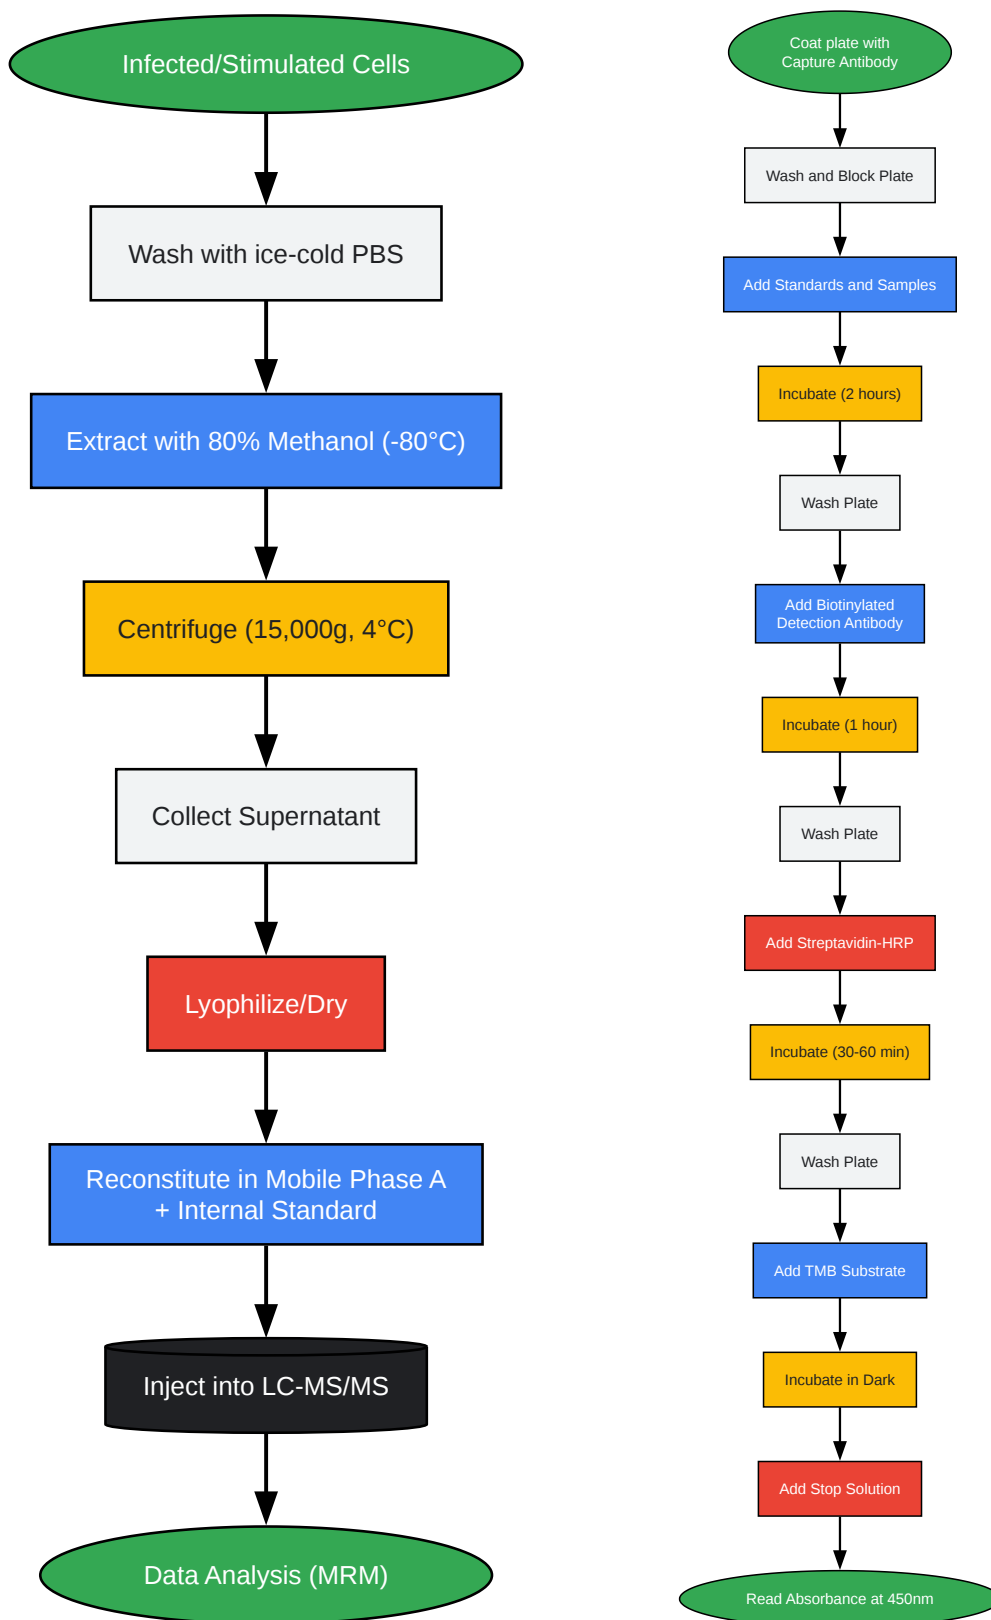 Infected/Stimulated Cells
Wash with ice-cold PBS
Extract with 80% Methanol (-80°C)
Centrifuge (15,000g, 4°C)
Collect Supernatant
Lyophilize/Dry
Reconstitute in Mobile Phase A
+ Internal Standard
Inject into LC-MS/MS
Data Analysis (MRM)
Coat plate with
Capture Antibody
Wash and Block Plate
Add Standards and Samples
Incubate (2 hours)
Wash Plate
Add Biotinylated
Detection Antibody
Incubate (1 hour)
Wash Plate
Add Streptavidin-HRP
Incubate (30-60 min)
Wash Plate
Add TMB Substrate
Incubate in Dark
Add Stop Solution
Read Absorbance at 450nm